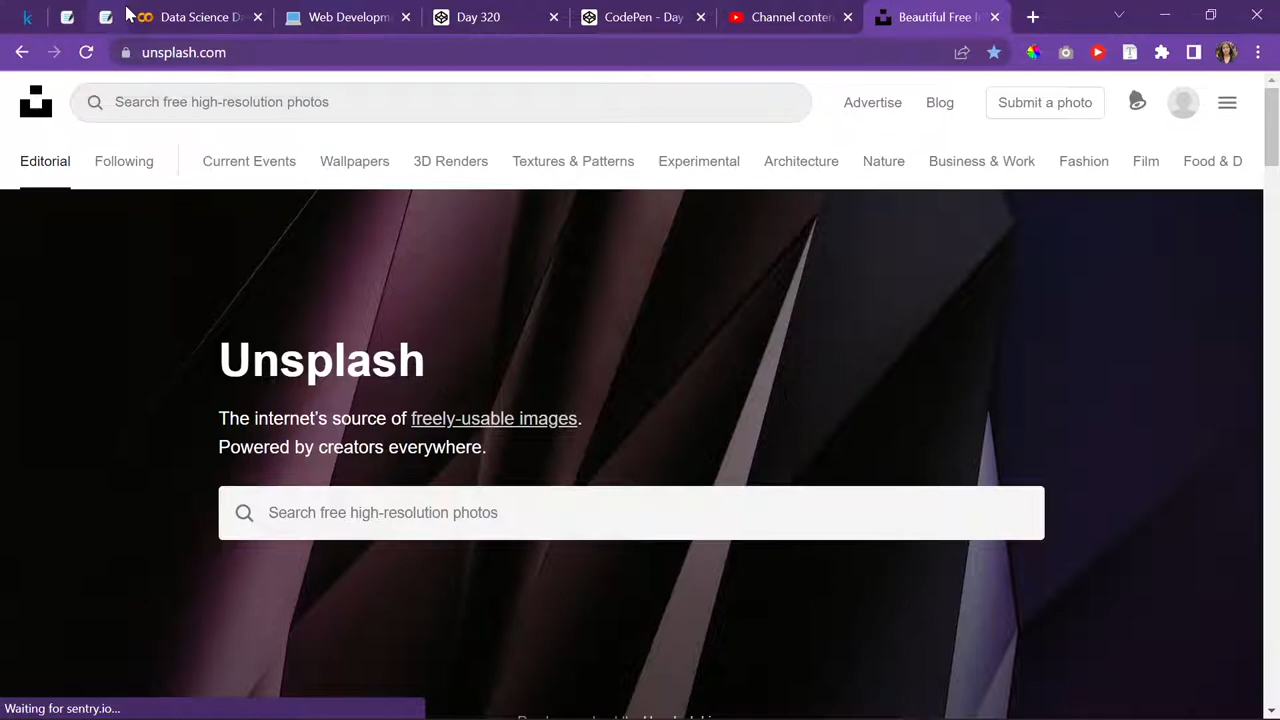 Data Science Da
Web Developm
Day 320
CodePen - Day
Channel conten
Beautiful Free I
unsplash.com
Search free high-resolution photos
Advertise
Blog
Submit a photo
Editorial
Following
Current Events
Wallpapers
3D Renders
Textures & Patterns
Experimental
Architecture
Nature
Business & Work
Fashion
Film
Food & D
Unsplash
The internet's source of freely-usable images.
Powered by creators everywhere.
Search free high-resolution photos
Waiting for sentry.io...